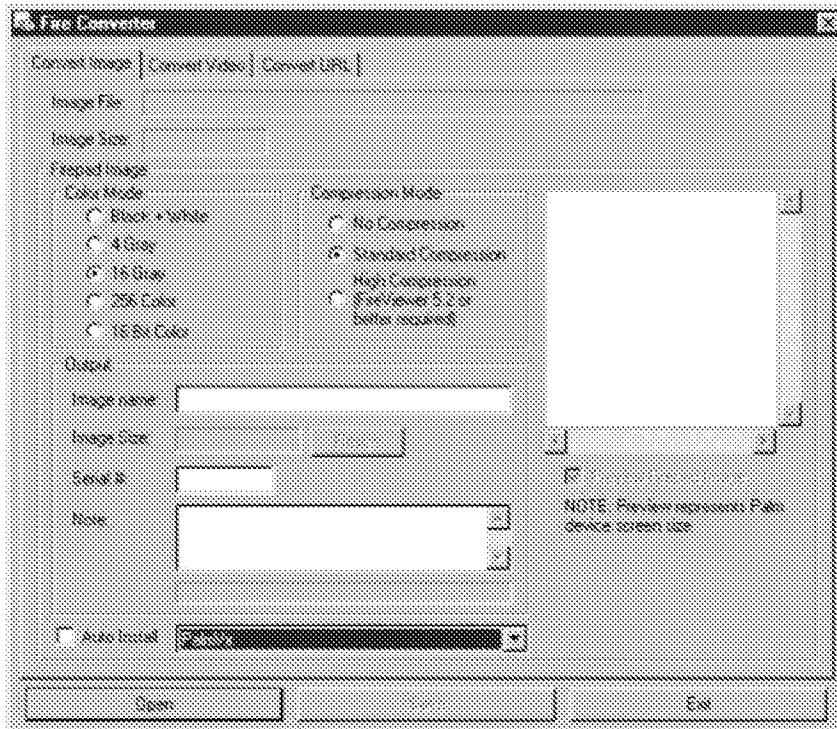 Fire Converter
Convert Image Convert Video Convert URL
Image File:
Image Size:
Firepad Image
Color Mode
Black + White
4 Gray
16 Gray
256 Color
16 Bit Color
Compression Mode
No Compression
Standard Compression
High Compression
(FireViewer 5.2 or
better required)
Output
Image name:
Image Size:
Serial #:
Note:
NOTE: Preview represents Palm
device screen size
Auto Install
Open Exit